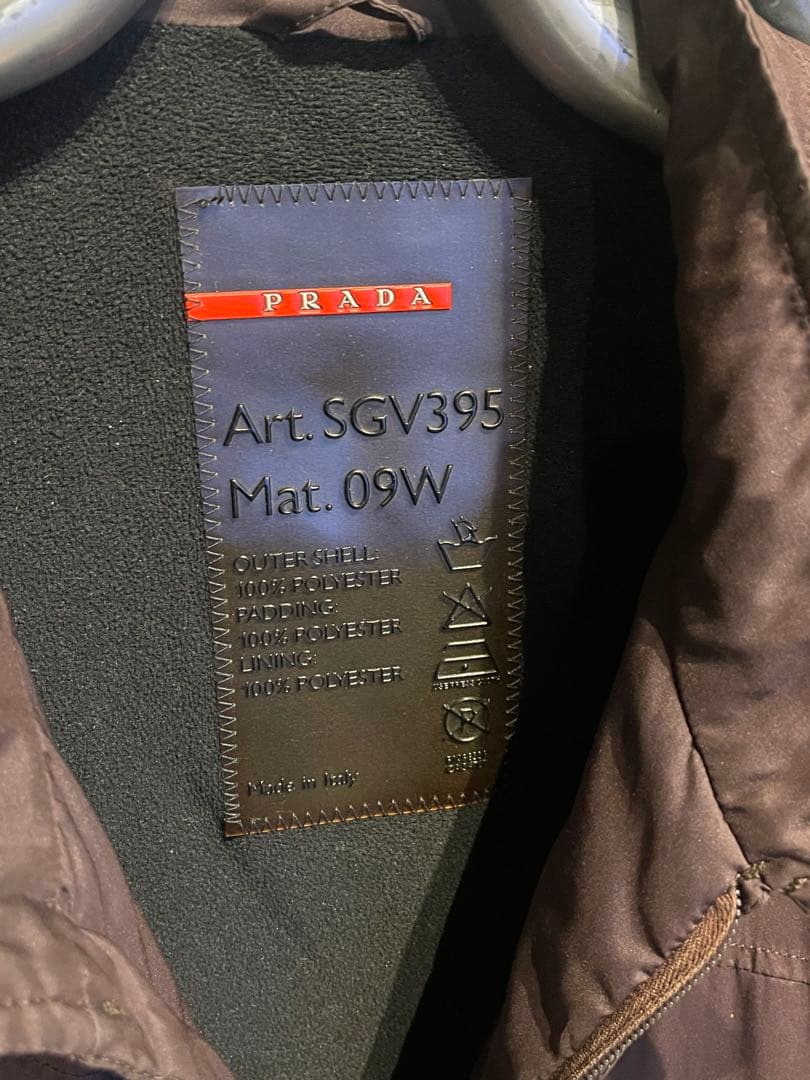 PRADA
Art. SGV395
Mat. 09W
OUTER SHELL:
100% POLYESTER
PADDING:
100% POLYESTER
LINING:
100% POLYESTER
Made in Italy